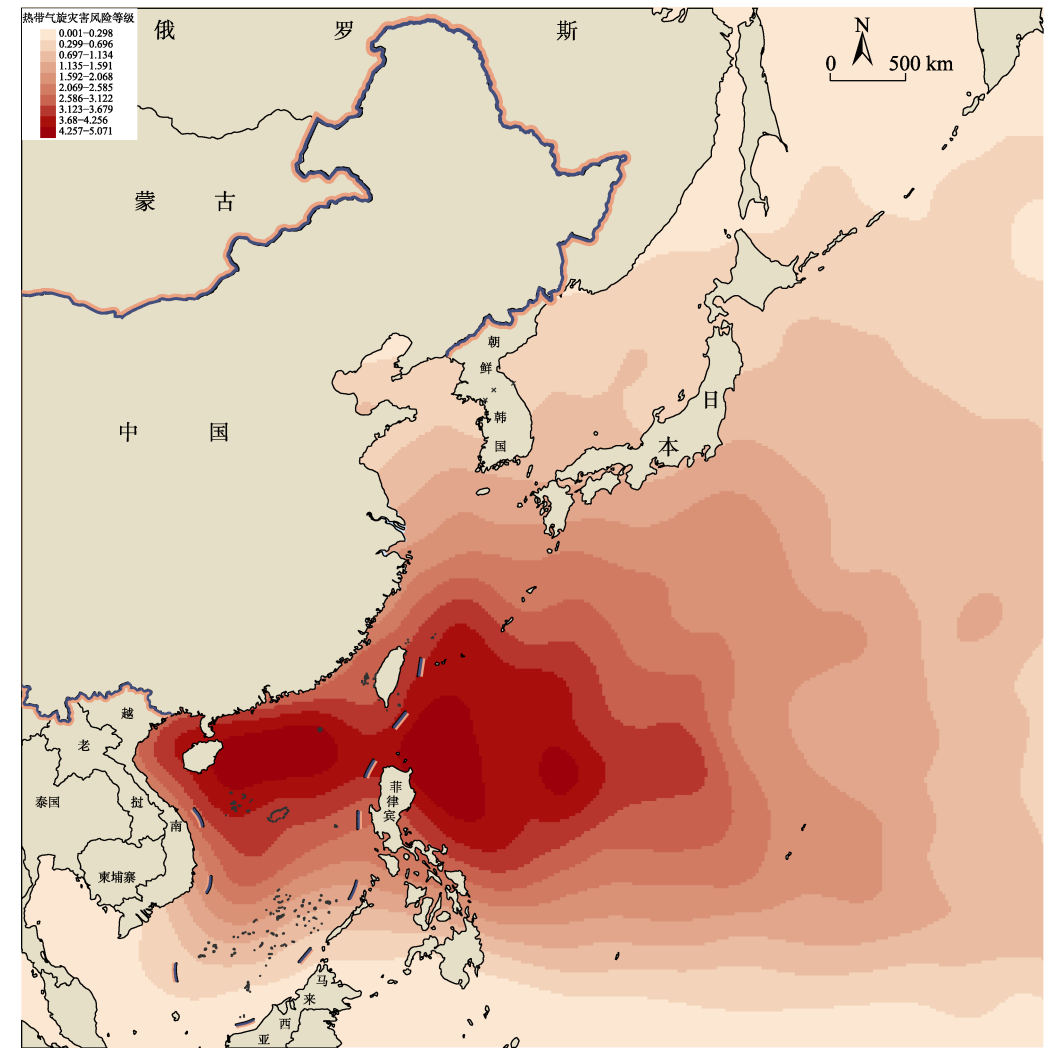 热带气旋灾害风险等级
0.001−0.298
0.299−0.696
0.697−1.134
1.135−1.591
1.592−2.068
2.069−2.585
2.586−3.122
3.123−3.679
3.68−4.256
4.257−5.071
俄 罗 斯
N
0 500 km
蒙 古
朝
鲜
韩
国
日
本
中 国
越
南
老
挝
泰国
柬埔寨
菲
律
宾
马
来
西
亚